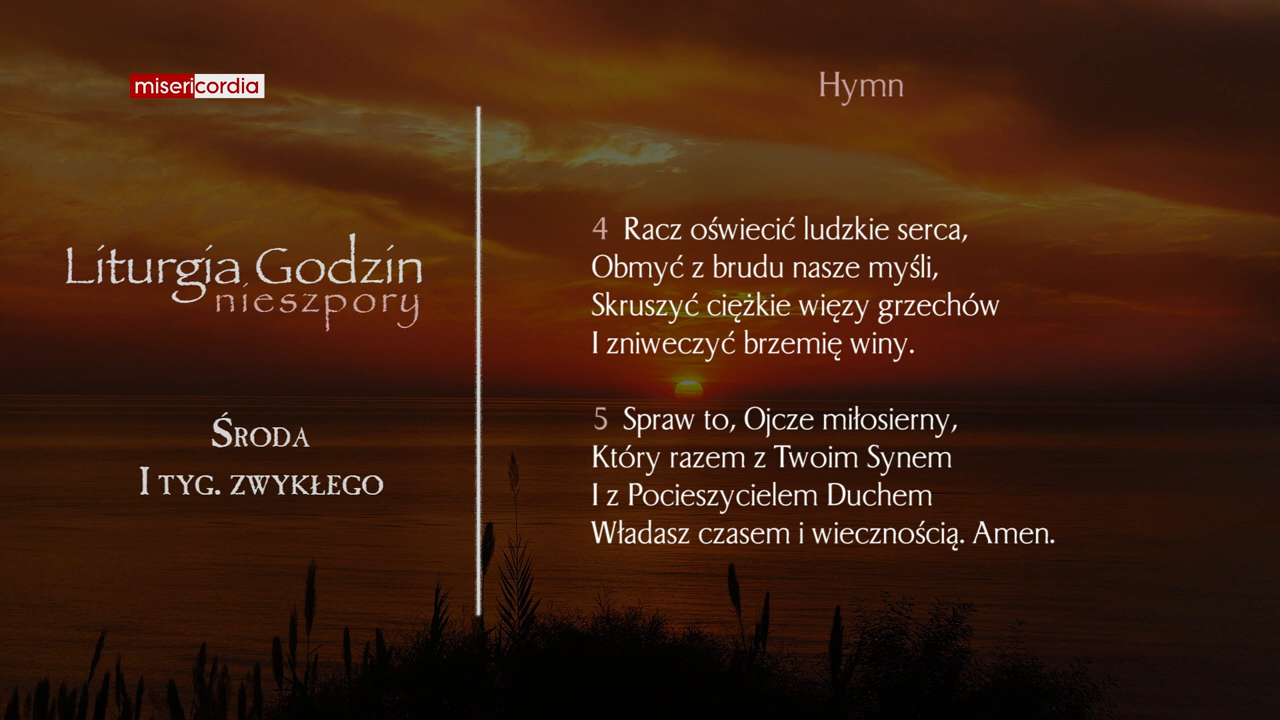 misericordia
Liturgia Godzin
nieszpory
Środa
I tyg. zwykłego
Hymn
4 Racz oświecić ludzkie serca,
Obmyć z brudu nasze myśli,
Skruszyć ciężkie więzy grzechów
I zniweczyć brzemię winy.
5 Spraw to, Ojcze miłosierny,
Który razem z Twoim Synem
I z Pocieszycielem Duchem
Władasz czasem i wiecznością. Amen.